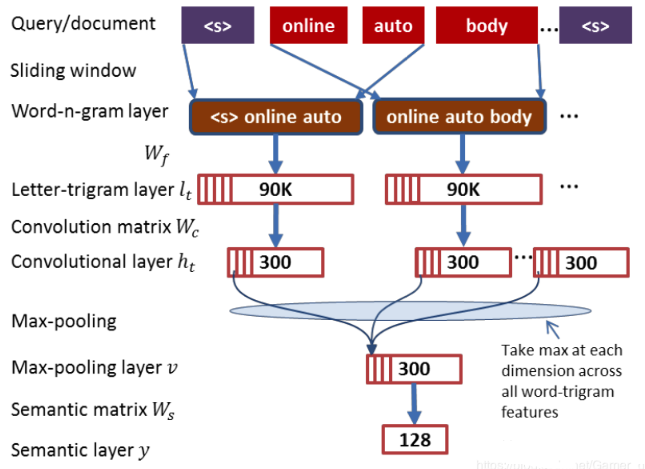 Query/document <s> online auto body ... <s>
Sliding window
Word-n-gram layer <s> online auto online auto body ...
W_f
Letter-trigram layer l_t 90K 90K ...
Convolution matrix W_c
Convolutional layer h_t 300 300 ... 300
Max-pooling
Take max at each
dimension across
all word-trigram
features
Max-pooling layer v 300
Semantic matrix W_s
Semantic layer y 128